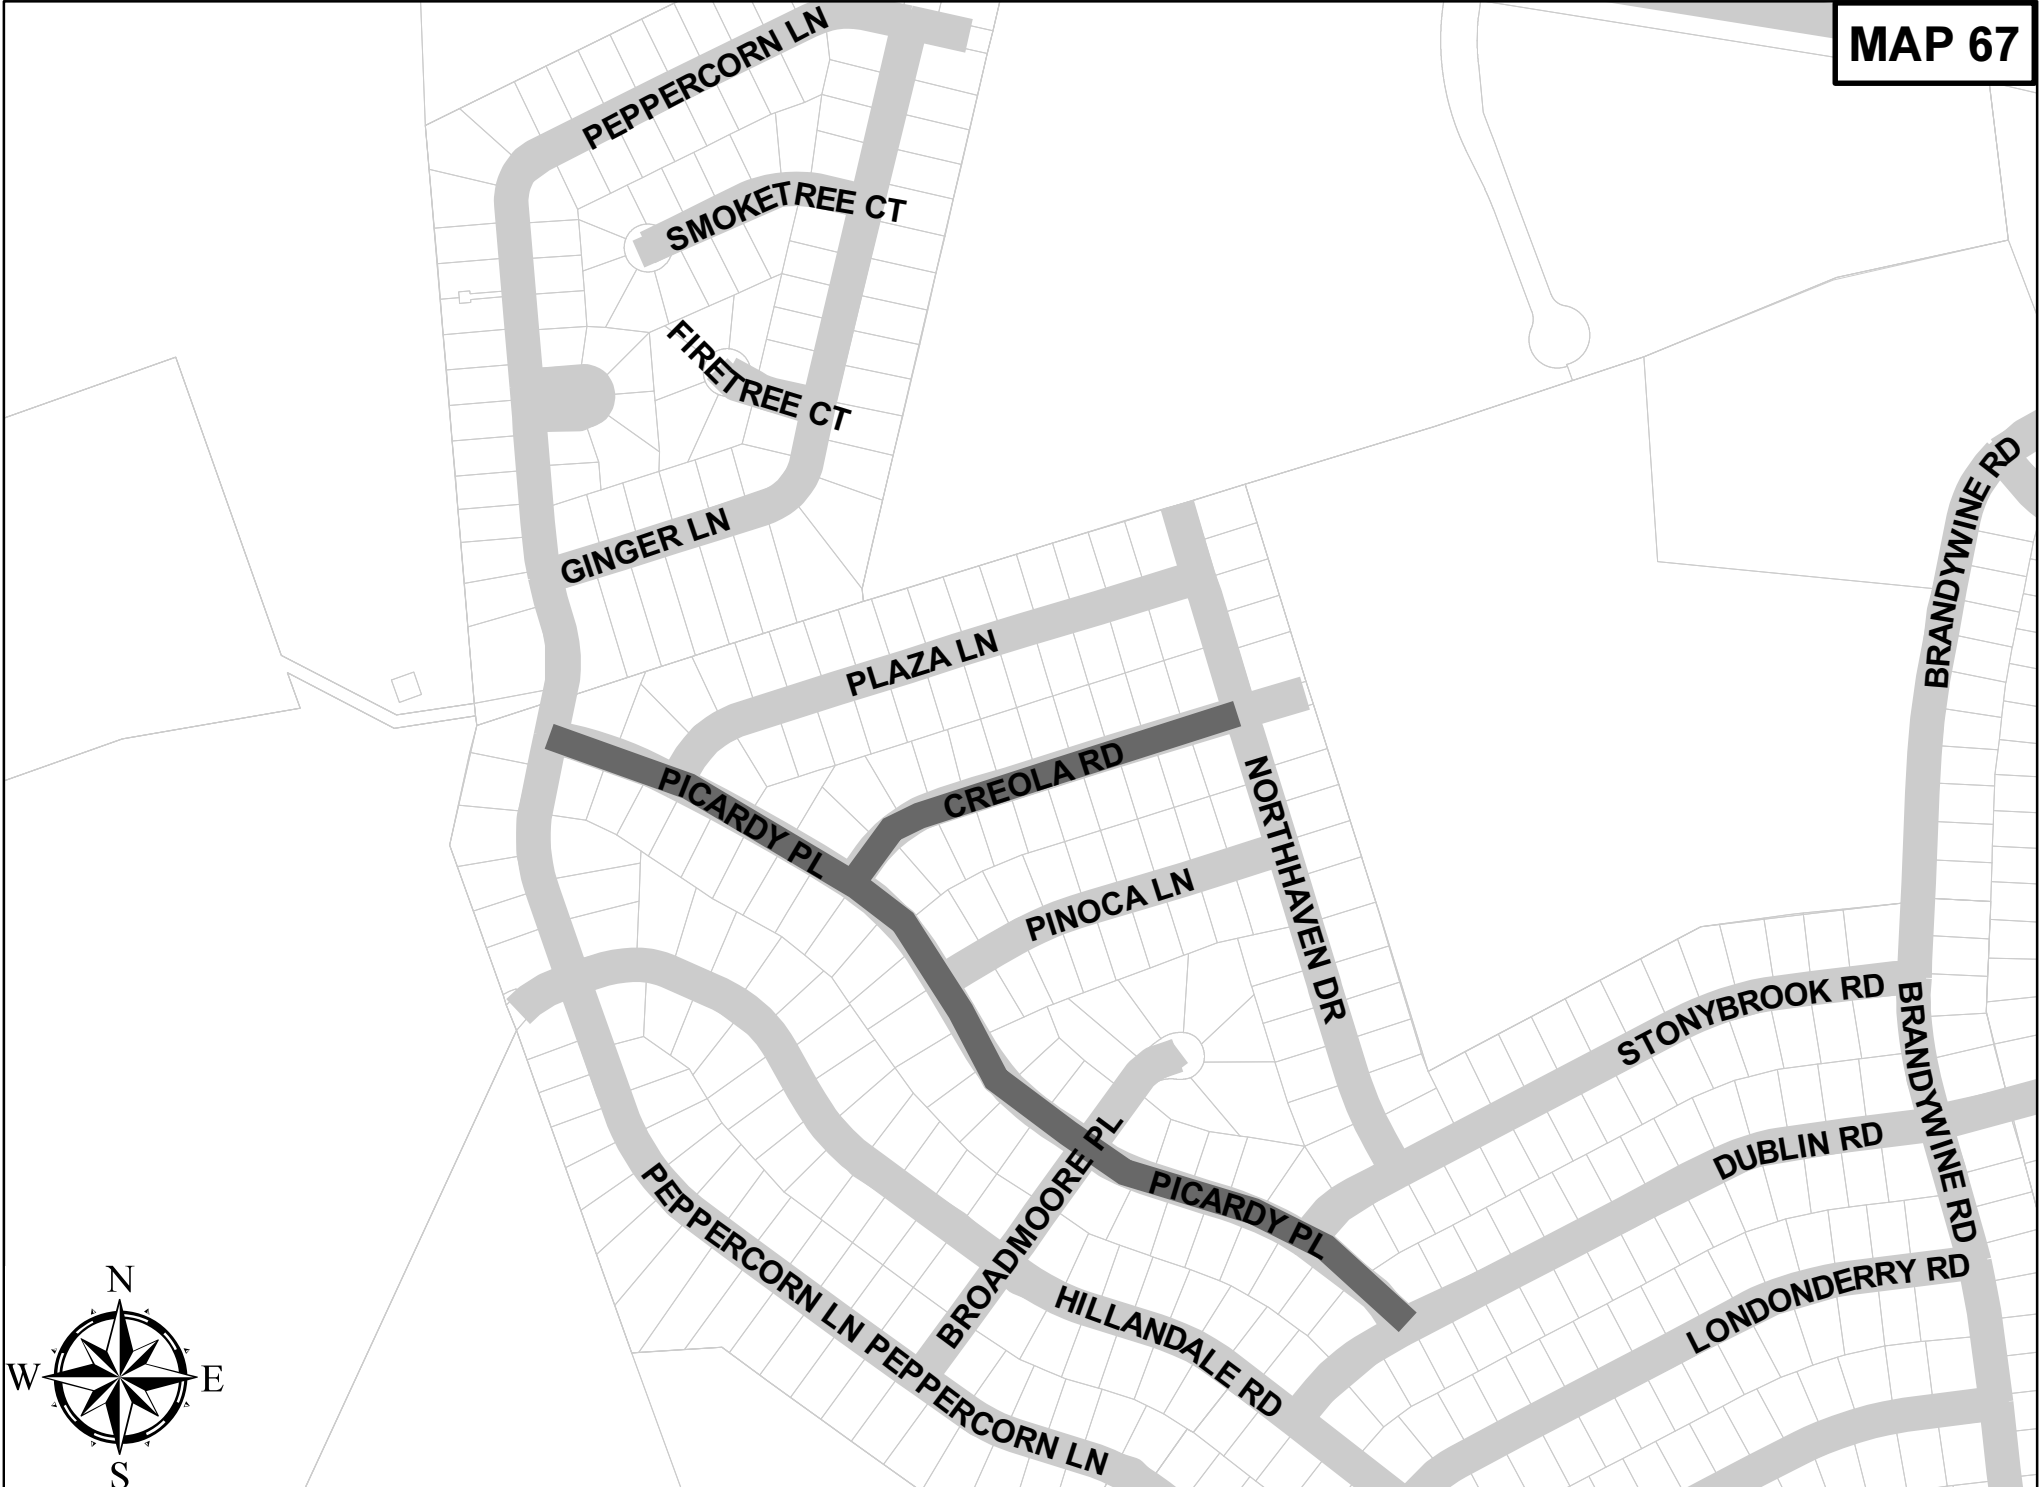 MAP 67
PEPPERCORN LN
SMOKETREE CT
FIRETREE CT
GINGER LN
BRANDYWINE RD
PLAZA LN
PICARDY PL
CREOLA RD
NORTHHAVEN DR
PINOCA LN
STONYBROOK RD
BRANDYWINE RD
DUBLIN RD
BROADMOORE PL
PICARDY PL
PEPPERCORN LN
LONDONDERRY RD
HILLANDALE RD
PEPPERCORN LN
N
W
E
S